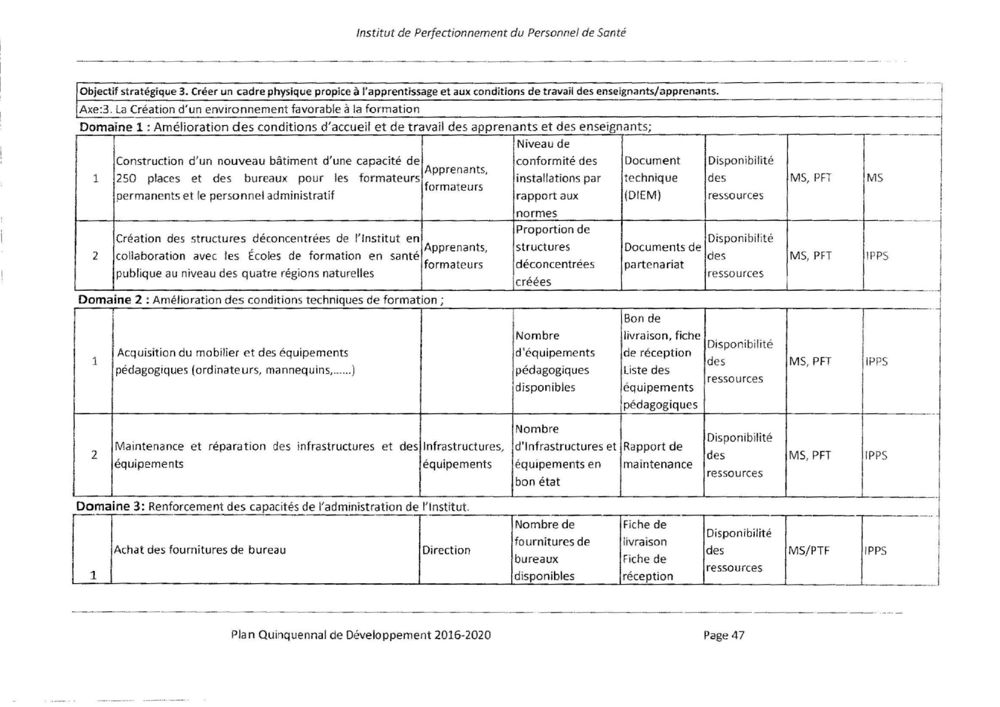 Institut de Perfectionnement du Personnel de Santé
Objectif stratégique 3. Créer un cadre physique propice à l'apprentissage et aux conditions de travail des enseignants/apprenants.
Axe:3. La Création d'un environnement favorable à la formation
Domaine 1 : Amélioration des conditions d'accueil et de travail des apprenants et des enseignants;
1
Construction d'un nouveau bâtiment d'une capacité de
250 places et des bureaux pour les formateurs
permanents et le personnel administratif
Apprenants,
formateurs
Niveau de
conformité des
installations par
rapport aux
normes
Document
technique
(DIEM)
Disponibilité
des
ressources
MS, PFT
MS
2
Création des structures déconcentrées de l'Institut en
collaboration avec les Écoles de formation en santé
publique au niveau des quatre régions naturelles
Apprenants,
formateurs
Proportion de
structures
déconcentrées
créées
Documents de
partenariat
Disponibilité
des
ressources
MS, PFT
IPPS
Domaine 2 : Amélioration des conditions techniques de formation ;
1
Acquisition du mobilier et des équipements
pédagogiques (ordinateurs, mannequins,......)
Nombre
d'équipements
pédagogiques
disponibles
Bon de
livraison, fiche
de réception
Liste des
équipements
pédagogiques
Disponibilité
des
ressources
MS, PFT
IPPS
2
Maintenance et réparation des infrastructures et des
équipements
Infrastructures,
équipements
Nombre
d'Infrastructures et
équipements en
bon état
Rapport de
maintenance
Disponibilité
des
ressources
MS, PFT
IPPS
Domaine 3: Renforcement des capacités de l'administration de l'Institut.
1
Achat des fournitures de bureau
Direction
Nombre de
fournitures de
bureaux
disponibles
Fiche de
livraison
Fiche de
réception
Disponibilité
des
ressources
MS/PTF
IPPS
Plan Quinquennal de Développement 2016-2020
Page 47